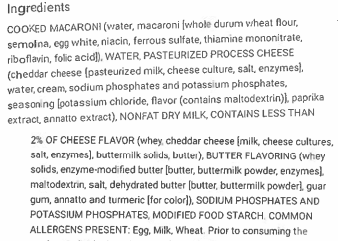 Ingredients
COOKED MACARONI (water, macaroni [whole durum wheat flour,
semolina, egg white, niacin, ferrous sulfate, thiamine mononitrate,
riboflavin, folic acid]), WATER, PASTEURIZED PROCESS CHEESE
(cheddar cheese [pasteurized milk, cheese culture, salt, enzymes],
water, cream, sodium phosphates and potassium phosphates,
seasoning [potassium chloride, flavor (contains maltodextrin)], paprika
extract, annatto extract), NONFAT DRY MILK, CONTAINS LESS THAN
2% OF CHEESE FLAVOR (whey, cheddar cheese [milk, cheese cultures,
salt, enzymes], buttermilk solids, butter), BUTTER FLAVORING (whey
solids, enzyme-modified butter [butter, buttermilk powder, enzymes],
maltodextrin, salt, dehydrated butter [butter, buttermilk powder], guar
gum, annatto and turmeric [for color]), SODIUM PHOSPHATES AND
POTASSIUM PHOSPHATES, MODIFIED FOOD STARCH. COMMON
ALLERGENS PRESENT: Egg, Milk, Wheat. Prior to consuming the